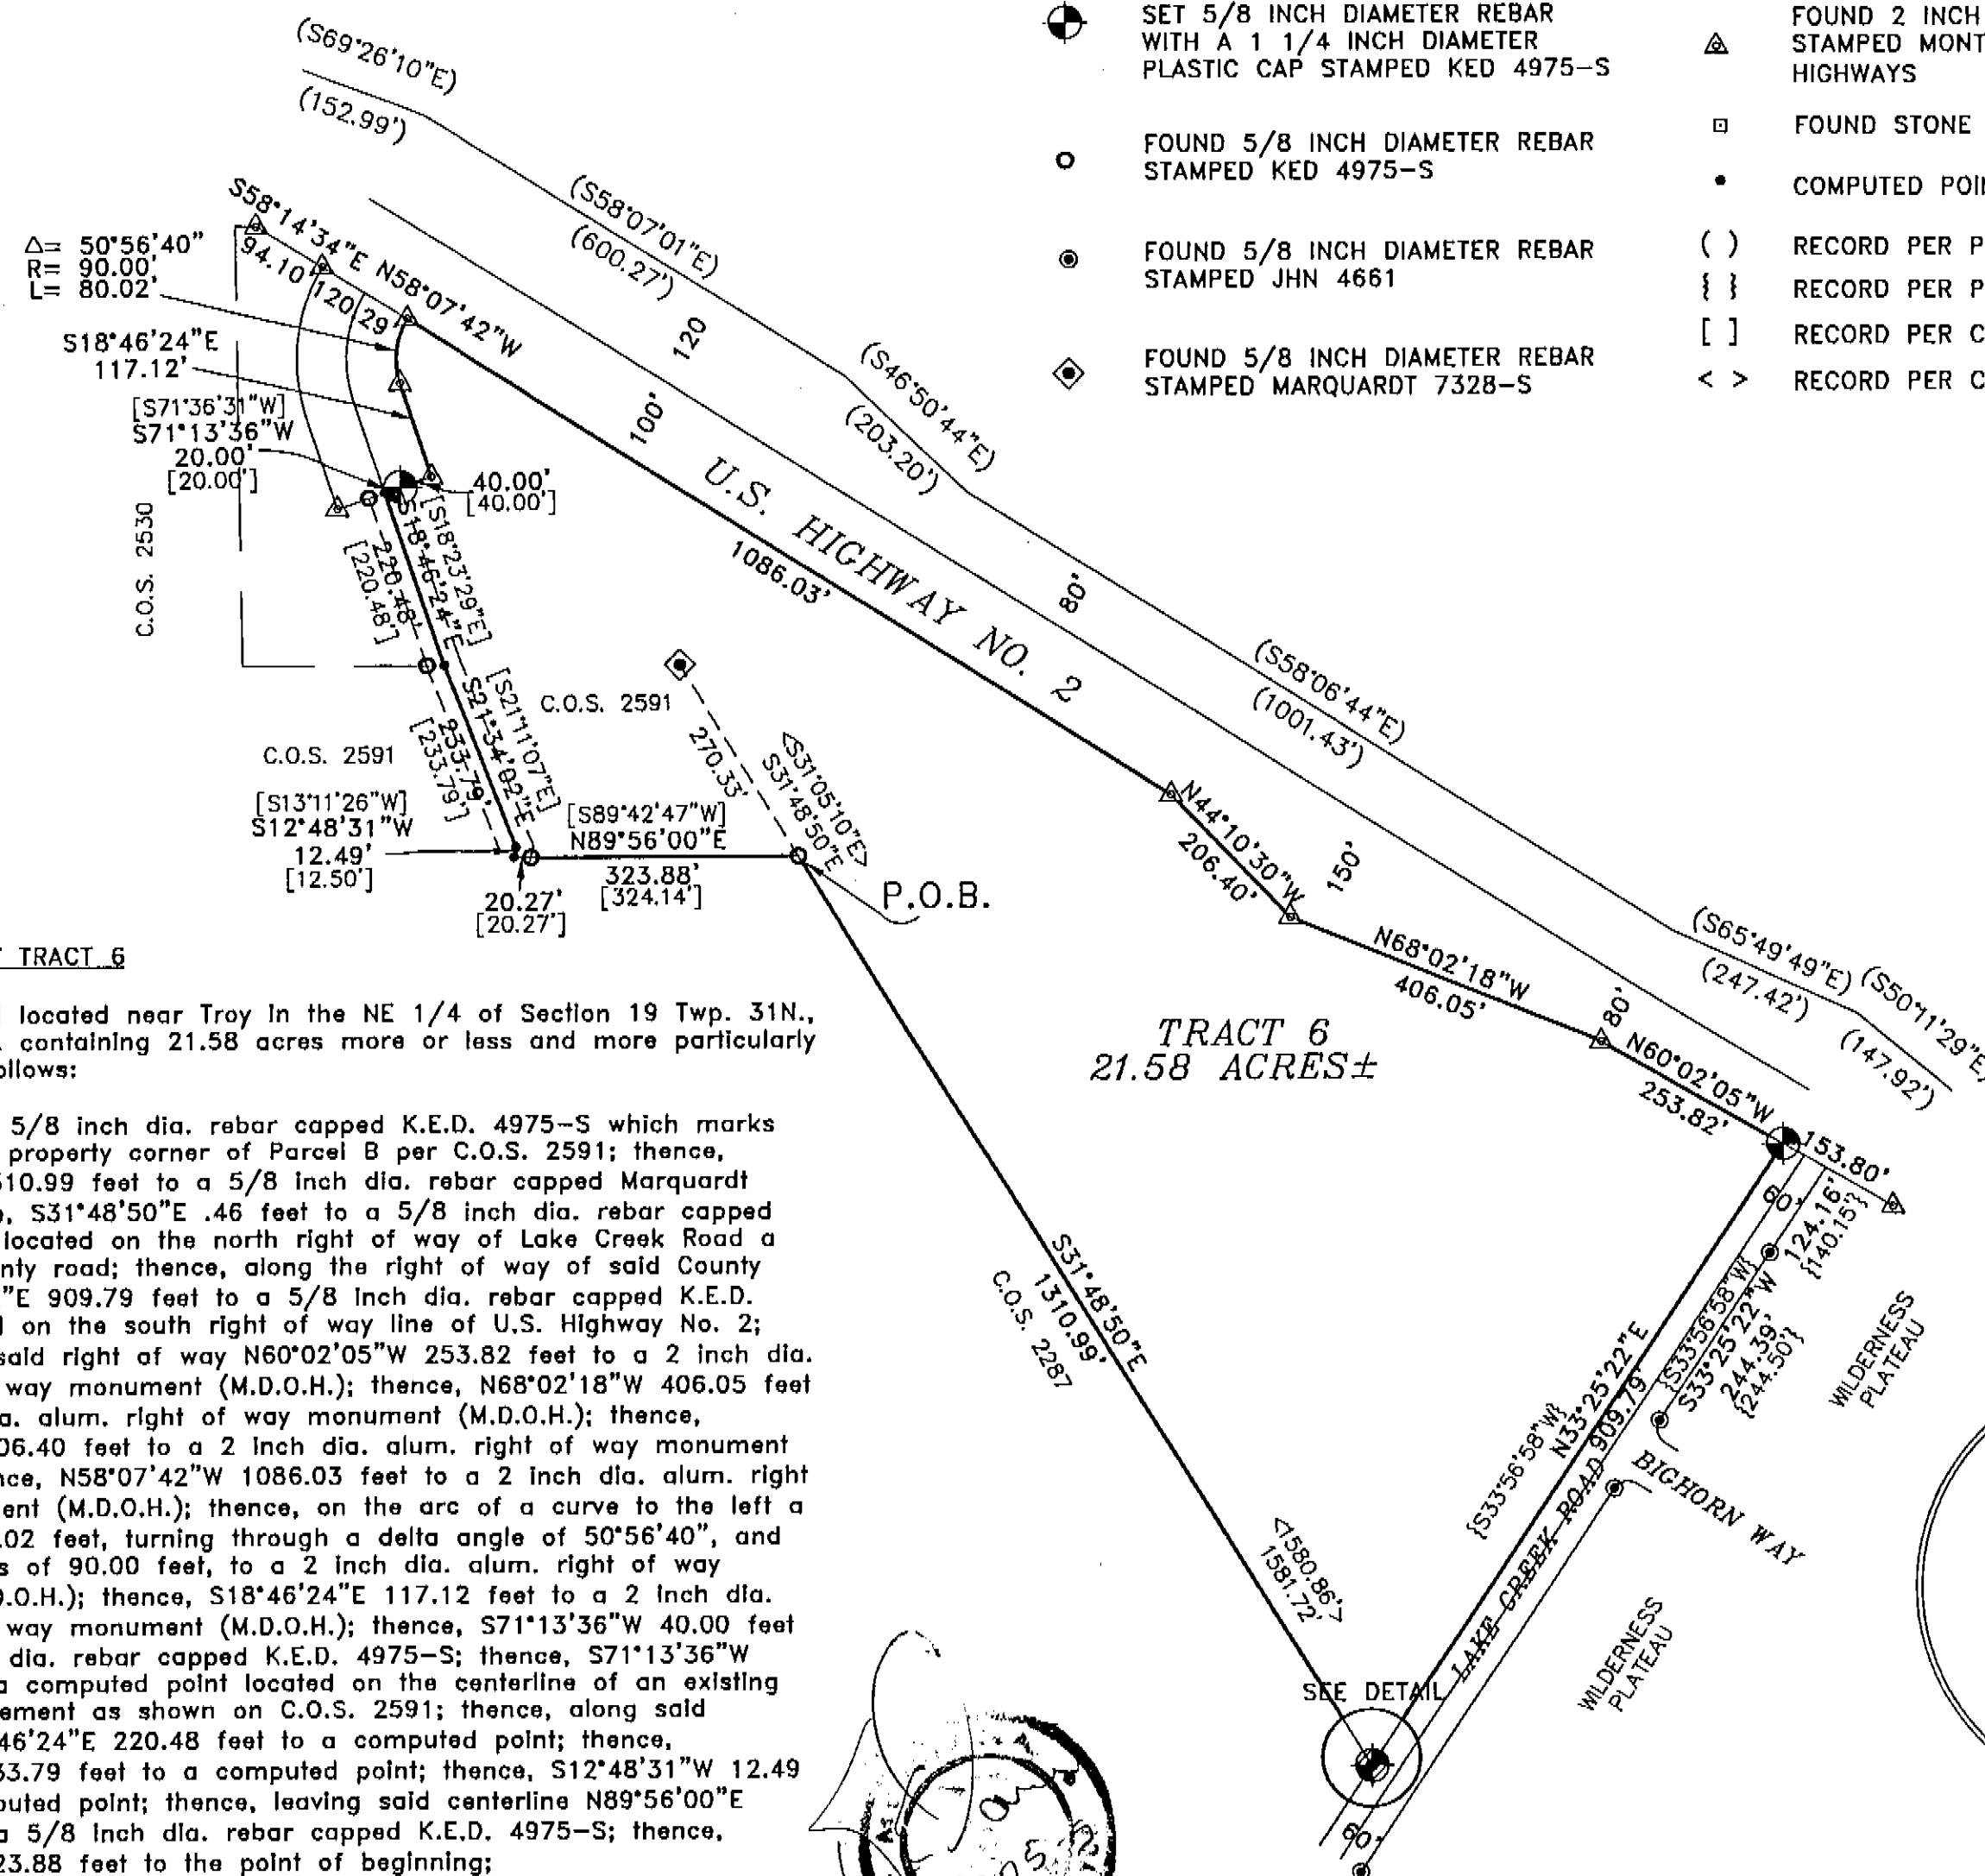 SET 5/8 INCH DIAMETER REBAR
WITH A 1 1/4 INCH DIAMETER
PLASTIC CAP STAMPED KED 4975-S
FOUND 5/8 INCH DIAMETER REBAR
STAMPED KED 4975-S
FOUND 5/8 INCH DIAMETER REBAR
STAMPED JHN 4661
FOUND 5/8 INCH DIAMETER REBAR
STAMPED MARQUARDT 7328-S
FOUND 2 INCH
STAMPED MONT
HIGHWAYS
FOUND STONE
COMPUTED POI
( ) RECORD PER P
{ } RECORD PER P
[ ] RECORD PER C
< > RECORD PER C
(S69°26'10"E)
(152.99')
(S58°07'01"E)
(600.27')
(S46°50'44"E)
(203.20')
(S58°06'44"E)
(1001.43')
(S65°49'49"E)
(247.42')
(S50°11'29"E)
(147.92')
S58°14'34"E
94.10
120.29
N58°07'42"W
Δ= 50°56'40"
R= 90.00'
L= 80.02'
S18°46'24"E
117.12'
[S71°36'31"W]
S71°13'36"W
20.00'
[20.00']
40.00'
[40.00']
C.O.S. 2530
[S18°23'29"E]
S18°46'24"E
220.48'
[220.48']
[S21°11'07"E]
S21°34'02"E
233.79'
[233.79']
C.O.S. 2591
C.O.S. 2591
[S13°11'26"W]
S12°48'31"W
12.49'
[12.50']
20.27'
[20.27']
[S89°42'47"W]
N89°56'00"E
323.88'
[324.14']
270.33'
<S31°05'10"E>
S31°48'50"E
P.O.B.
120
100'
U.S. HIGHWAY NO. 2
1086.03'
80'
N44°10'30"W
206.40'
150'
N68°02'18"W
406.05'
80'
N60°02'05"W
253.82'
153.80'
TRACT 6
21.58 ACRES±
60'
124.16'
{140.15'}
{S33°56'58"W}
S33°25'22"W
244.39'
{244.50'}
WILDERNESS
PLATEAU
S31°48'50"E
1310.99'
C.O.S. 2287
{S33°56'58"W}
N33°25'22"E
909.79'
LAKE CREEK ROAD
BIGHORN WAY
<1580.86'>
1581.72'
WILDERNESS
PLATEAU
SEE DETAIL
60'
TRACT 6
located near Troy in the NE 1/4 of Section 19 Twp. 31N.,
containing 21.58 acres more or less and more particularly
ollows:
5/8 inch dia. rebar capped K.E.D. 4975-S which marks
property corner of Parcel B per C.O.S. 2591; thence,
10.99 feet to a 5/8 inch dia. rebar capped Marquardt
, S31°48'50"E .46 feet to a 5/8 inch dia. rebar capped
located on the north right of way of Lake Creek Road a
nty road; thence, along the right of way of said County
"E 909.79 feet to a 5/8 inch dia. rebar capped K.E.D.
on the south right of way line of U.S. Highway No. 2;
said right of way N60°02'05"W 253.82 feet to a 2 inch dia.
way monument (M.D.O.H.); thence, N68°02'18"W 406.05 feet
a. alum. right of way monument (M.D.O.H.); thence,
06.40 feet to a 2 inch dia. alum. right of way monument
nce, N58°07'42"W 1086.03 feet to a 2 inch dia. alum. right
ent (M.D.O.H.); thence, on the arc of a curve to the left a
.02 feet, turning through a delta angle of 50°56'40", and
s of 90.00 feet, to a 2 inch dia. alum. right of way
.O.H.); thence, S18°46'24"E 117.12 feet to a 2 inch dia.
way monument (M.D.O.H.); thence, S71°13'36"W 40.00 feet
dia. rebar capped K.E.D. 4975-S; thence, S71°13'36"W
a computed point located on the centerline of an existing
ement as shown on C.O.S. 2591; thence, along said
46'24"E 220.48 feet to a computed point; thence,
33.79 feet to a computed point; thence, S12°48'31"W 12.49
puted point; thence, leaving said centerline N89°56'00"E
a 5/8 inch dia. rebar capped K.E.D. 4975-S; thence,
23.88 feet to the point of beginning;